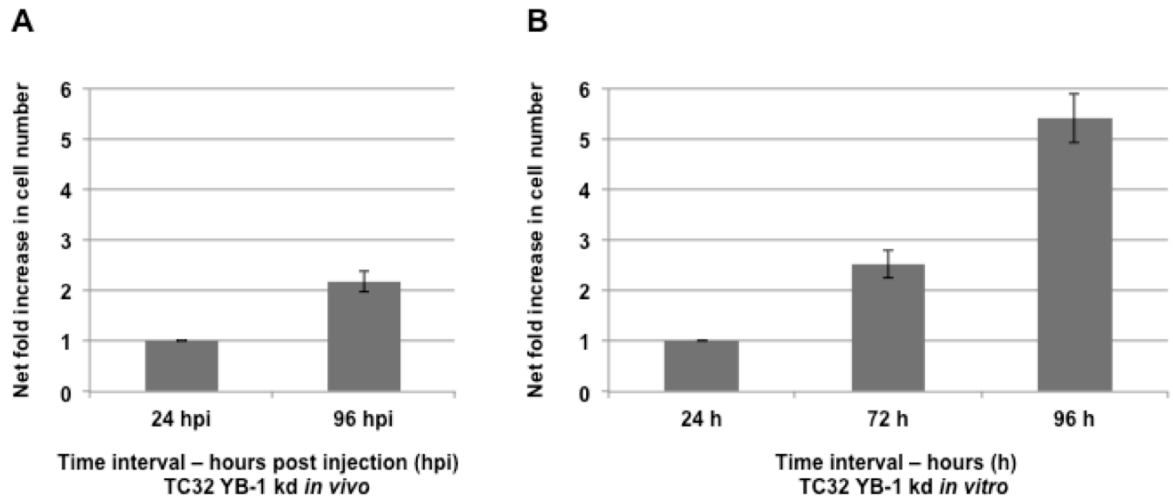 A
Net fold increase in cell number
6
5
4
3
2
1
0
24 hpi 96 hpi
Time interval – hours post injection (hpi)
TC32 YB-1 kd in vivo
B
Net fold increase in cell number
6
5
4
3
2
1
0
24 h 72 h 96 h
Time interval – hours (h)
TC32 YB-1 kd in vitro